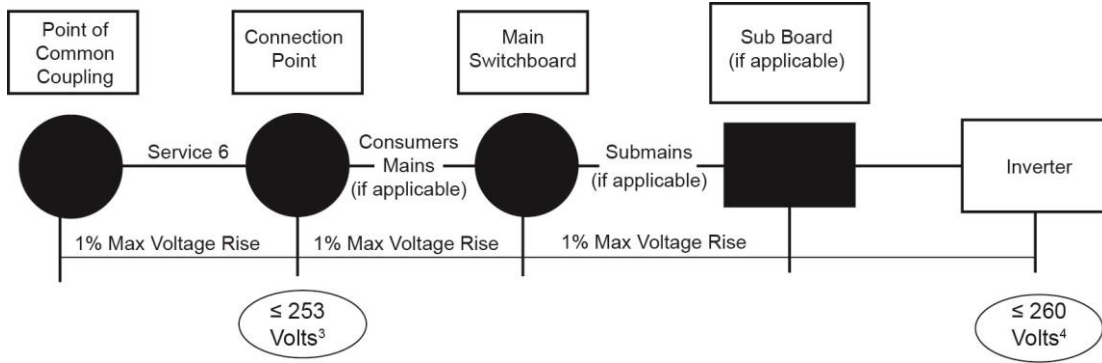 Point of
Common
Coupling
Connection
Point
Main
Switchboard
Sub Board
(if applicable)
Service 6
Consumers
Mains
(if applicable)
Submains
(if applicable)
Inverter
1% Max Voltage Rise
1% Max Voltage Rise
1% Max Voltage Rise
≤ 253
Volts³
≤ 260
Volts⁴